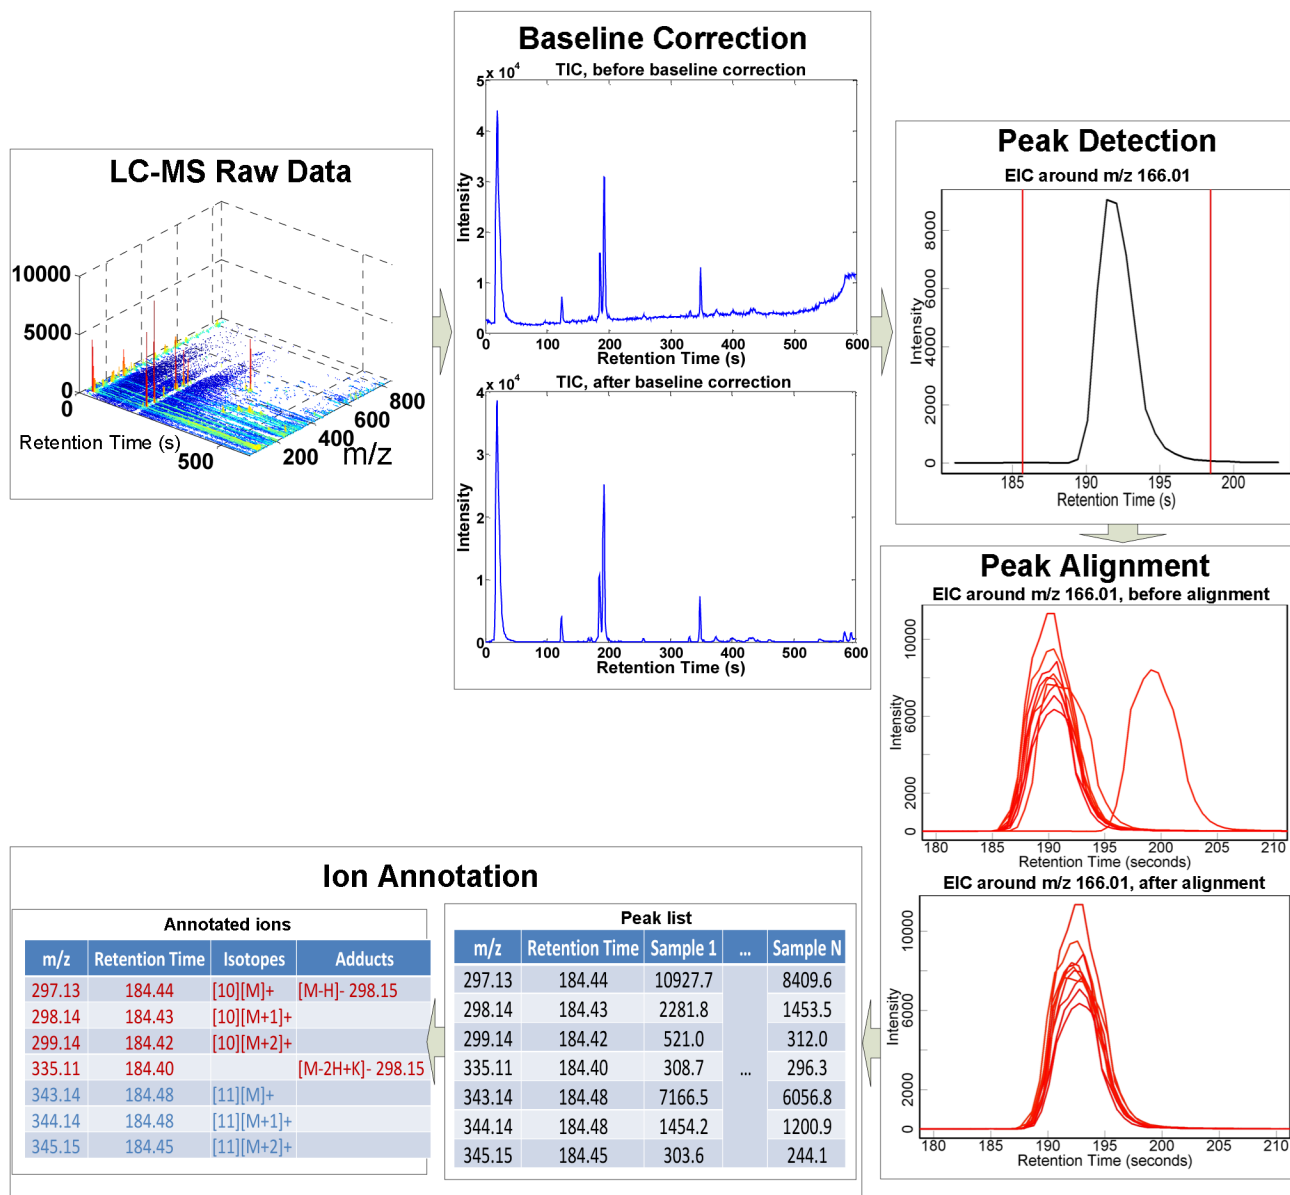 LC-MS Raw Data
10000
5000
0
0
Retention Time (s)
500
200
400
600
800
m/z
Baseline Correction
TIC, before baseline correction
x 10^4
5
4
3
2
1
0
Intensity
0 100 200 300 400 500 600
Retention Time (s)
TIC, after baseline correction
x 10^4
4
3
2
1
0
Intensity
0 100 200 300 400 500 600
Retention Time (s)
Peak Detection
EIC around m/z 166.01
8000
6000
4000
2000
0
Intensity
185 190 195 200
Retention Time (s)
Peak Alignment
EIC around m/z 166.01, before alignment
10000
6000
2000
0
Intensity
180 185 190 195 200 205 210
Retention Time (seconds)
EIC around m/z 166.01, after alignment
10000
6000
2000
0
Intensity
180 185 190 195 200 205 210
Retention Time (seconds)
Ion Annotation
Annotated ions
m/z Retention Time Isotopes Adducts
297.13 184.44 [10][M]+ [M-H]- 298.15
298.14 184.43 [10][M+1]+
299.14 184.42 [10][M+2]+
335.11 184.40 [M-2H+K]- 298.15
343.14 184.48 [11][M]+
344.14 184.48 [11][M+1]+
345.15 184.45 [11][M+2]+
Peak list
m/z Retention Time Sample 1 ... Sample N
297.13 184.44 10927.7 8409.6
298.14 184.43 2281.8 1453.5
299.14 184.42 521.0 312.0
335.11 184.40 308.7 ... 296.3
343.14 184.48 7166.5 6056.8
344.14 184.48 1454.2 1200.9
345.15 184.45 303.6 244.1